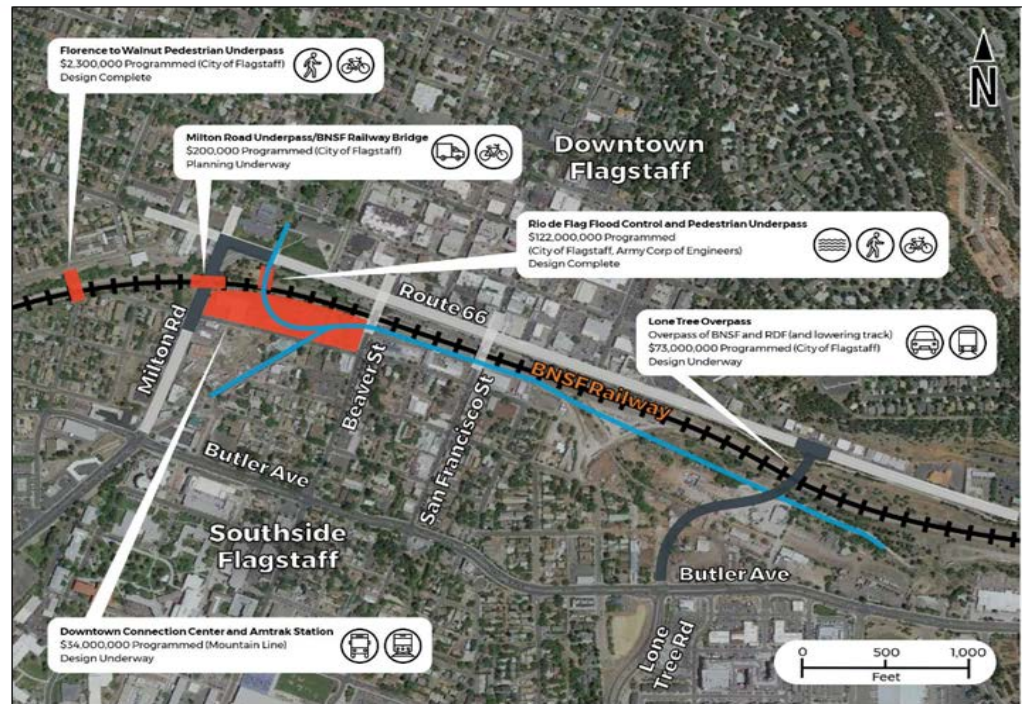 Florence to Walnut Pedestrian Underpass
$2,300,000 Programmed (City of Flagstaff)
Design Complete
N
Milton Road Underpass/BNSF Railway Bridge
$200,000 Programmed (City of Flagstaff)
Planning Underway
Downtown
Flagstaff
Rio de Flag Flood Control and Pedestrian Underpass
$122,000,000 Programmed
(City of Flagstaff, Army Corp of Engineers)
Design Complete
Route 66
Lone Tree Overpass
Overpass of BNSF and RDF (and lowering track)
$73,000,000 Programmed (City of Flagstaff)
Design Underway
Milton Rd
Beaver St
San Francisco St
BNSF Railway
Butler Ave
Southside
Flagstaff
Butler Ave
Lone
Tree Rd
Downtown Connection Center and Amtrak Station
$34,000,000 Programmed (Mountain Line)
Design Underway
0 500 1,000
Feet